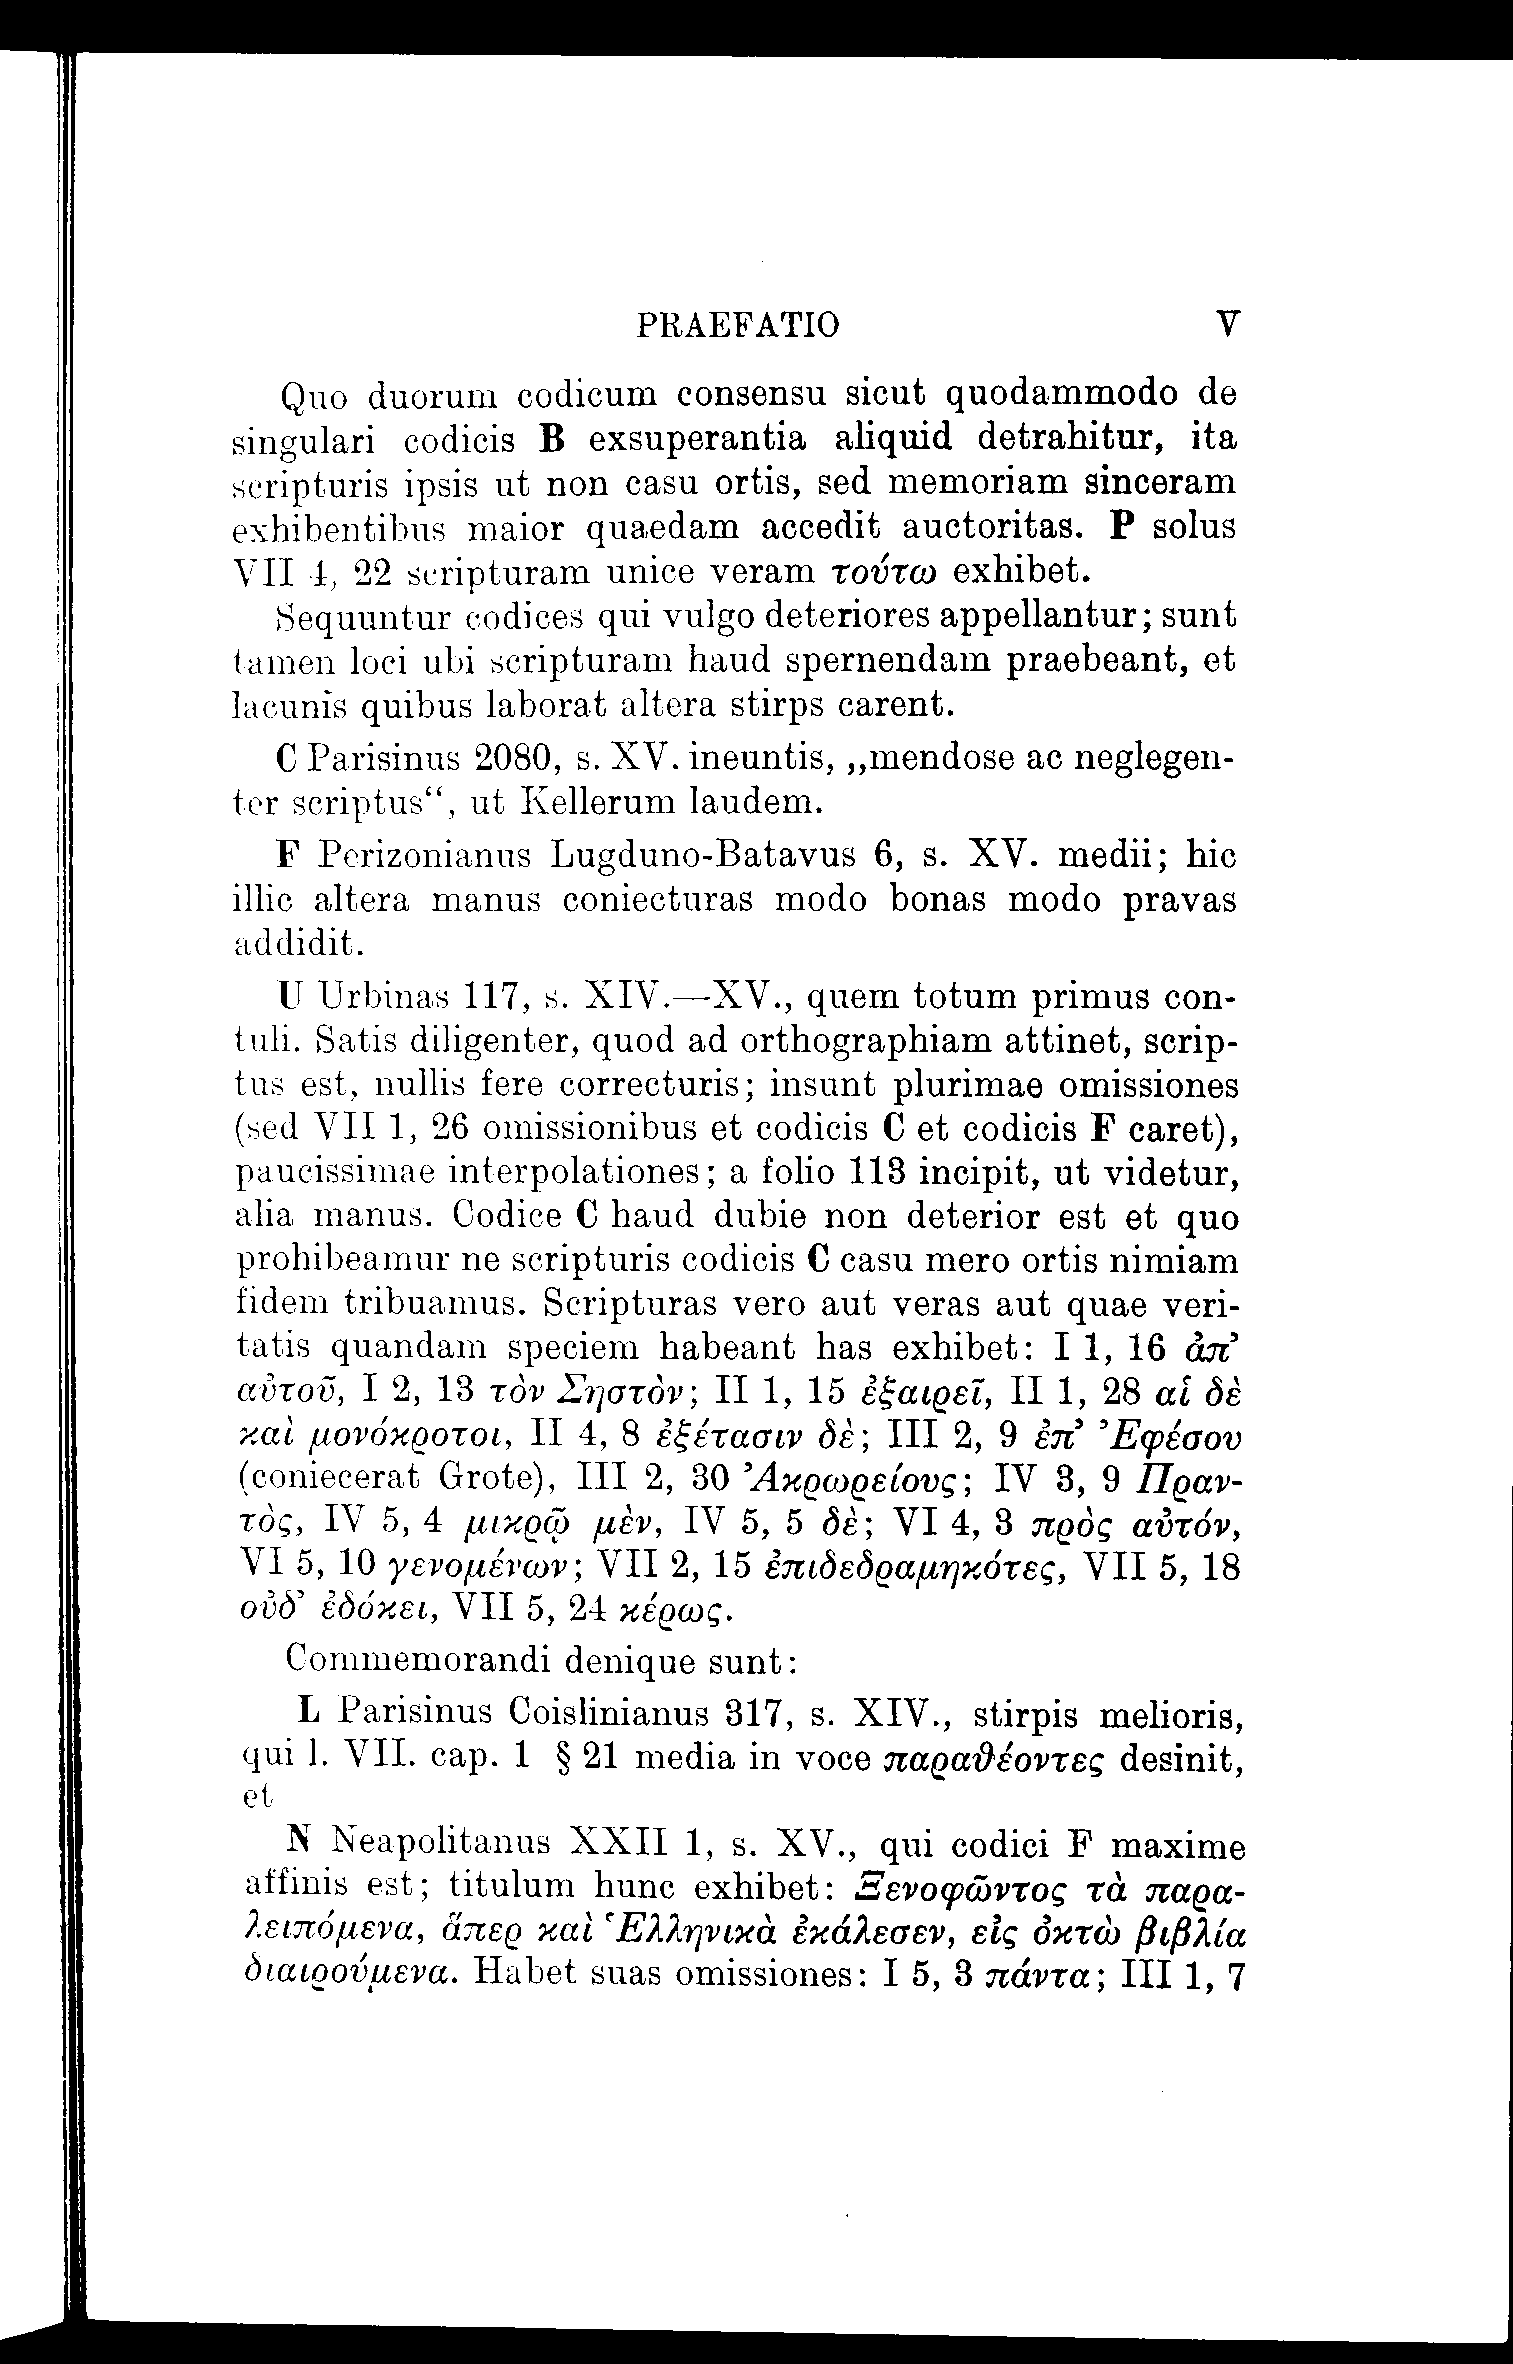 PRAEFATIO V
Quo duorum codicum consensu sicut quodammodo de
singulari codicis B exsuperantia aliquid detrahitur, ita
scripturis ipsis ut non casu ortis, sed memoriam sinceram
exhibentibus maior quaedam accedit auctoritas. P solus
VII 4, 22 scripturam unice veram τούτω exhibet.
Sequuntur codices qui vulgo deteriores appellantur; sunt
tamen loci ubi scripturam haud spernendam praebeant, et
lacunis quibus laborat altera stirps carent.
C Parisinus 2080, s. XV. ineuntis, „mendose ac neglegen-
ter scriptus“, ut Kellerum laudem.
F Perizonianus Lugduno-Batavus 6, s. XV. medii; hic
illic altera manus coniecturas modo bonas modo pravas
addidit.
U Urbinas 117, s. XIV.—XV., quem totum primus con-
tuli. Satis diligenter, quod ad orthographiam attinet, scrip-
tus est, nullis fere correcturis; insunt plurimae omissiones
(sed VII 1, 26 omissionibus et codicis C et codicis F caret),
paucissimae interpolationes; a folio 113 incipit, ut videtur,
alia manus. Codice C haud dubie non deterior est et quo
prohibeamur ne scripturis codicis C casu mero ortis nimiam
fidem tribuamus. Scripturas vero aut veras aut quae veri-
tatis quandam speciem habeant has exhibet: I 1, 16 ἀπ’
αὐτοῦ, I 2, 13 τὸν Σηστὸν; II 1, 15 ἐξαιρεῖ, II 1, 28 αἱ δὲ
καὶ μονόκροτοι, II 4, 8 ἐξέτασιν δὲ; III 2, 9 ἐπ’ Ἐφέσου
(coniecerat Grote), III 2, 30 Ἀκρωρείους; IV 3, 9 Πραν-
τὸς, IV 5, 4 μικρῷ μὲν, IV 5, 5 δὲ; VI 4, 3 πρὸς αὐτόν,
VI 5, 10 γενομένων; VII 2, 15 ἐπιδεδραμηκότες, VII 5, 18
οὐδ’ ἐδόκει, VII 5, 24 κέρως.
Commemorandi denique sunt:
L Parisinus Coislinianus 317, s. XIV., stirpis melioris,
qui l. VII. cap. 1 § 21 media in voce παραθέοντες desinit,
et
N Neapolitanus XXII 1, s. XV., qui codici F maxime
affinis est; titulum hunc exhibet: Ξενοφῶντος τὰ παρα-
λειπόμενα, ἅπερ καὶ Ἑλληνικὰ ἐκάλεσεν, εἰς ὀκτὼ βιβλία
διαιρούμενα. Habet suas omissiones: I 5, 3 πάντα; III 1, 7